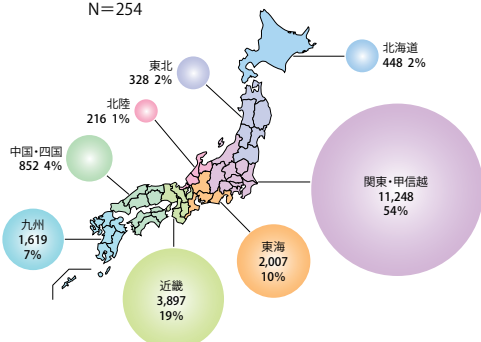 N＝254
北海道
448 2%
東北
328 2%
北陸
216 1%
中国・四国
852 4%
関東・甲信越
11,248
54%
九州
1,619
7%
東海
2,007
10%
近畿
3,897
19%